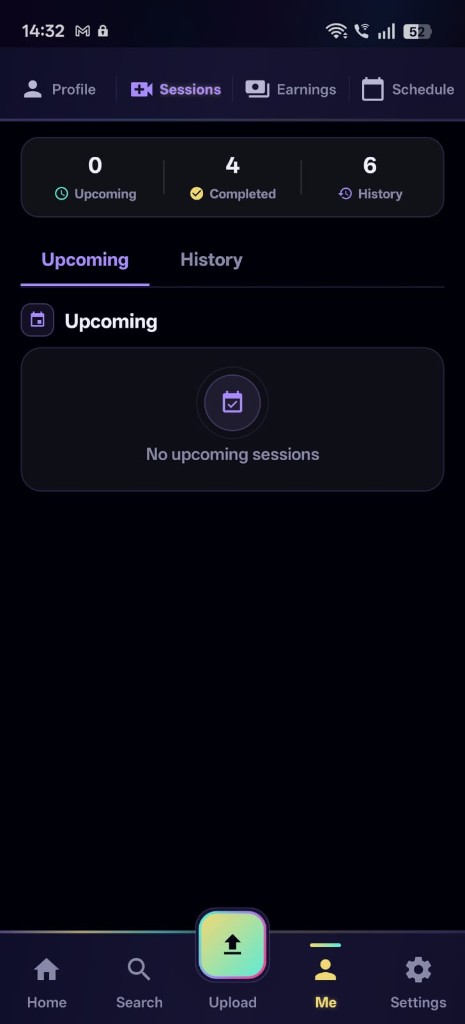 14:32 52
Profile Sessions Earnings Schedule
0 4 6
Upcoming Completed History
Upcoming History
Upcoming
No upcoming sessions
Home Search Upload Me Settings